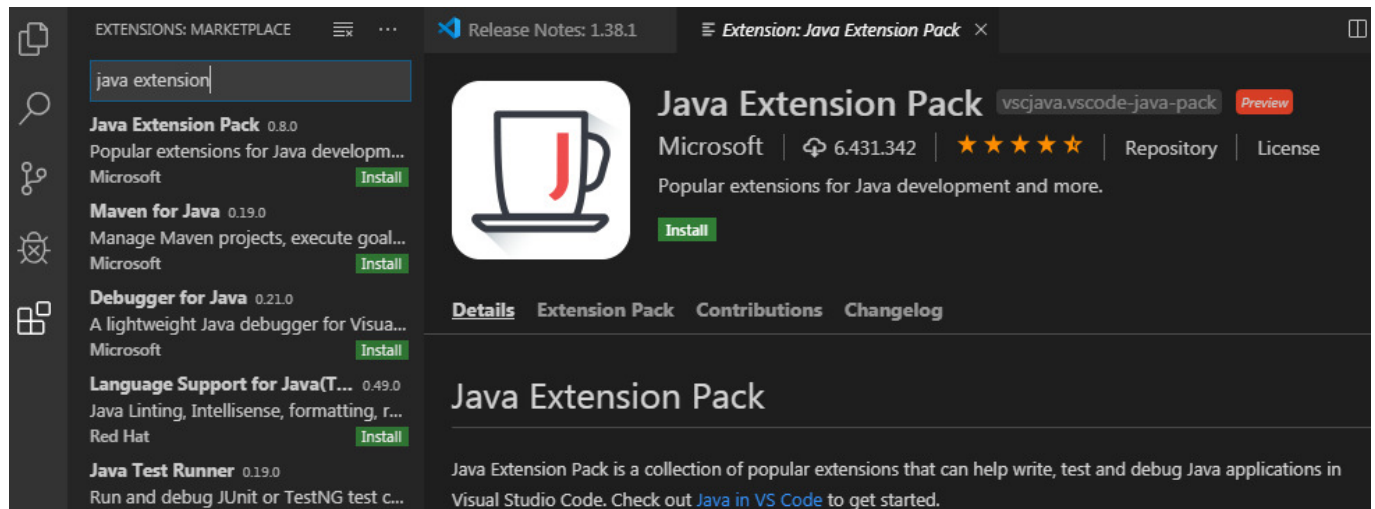 EXTENSIONS: MARKETPLACE
java extension
Java Extension Pack 0.8.0
Popular extensions for Java developm...
Microsoft Install
Maven for Java 0.19.0
Manage Maven projects, execute goal...
Microsoft Install
Debugger for Java 0.21.0
A lightweight Java debugger for Visua...
Microsoft Install
Language Support for Java(T... 0.49.0
Java Linting, Intellisense, formatting, r...
Red Hat Install
Java Test Runner 0.19.0
Run and debug JUnit or TestNG test c...
Release Notes: 1.38.1 Extension: Java Extension Pack
J
Java Extension Pack vscjava.vscode-java-pack Preview
Microsoft 6.431.342 Repository License
Popular extensions for Java development and more.
Install
Details Extension Pack Contributions Changelog
Java Extension Pack
Java Extension Pack is a collection of popular extensions that can help write, test and debug Java applications in
Visual Studio Code. Check out Java in VS Code to get started.